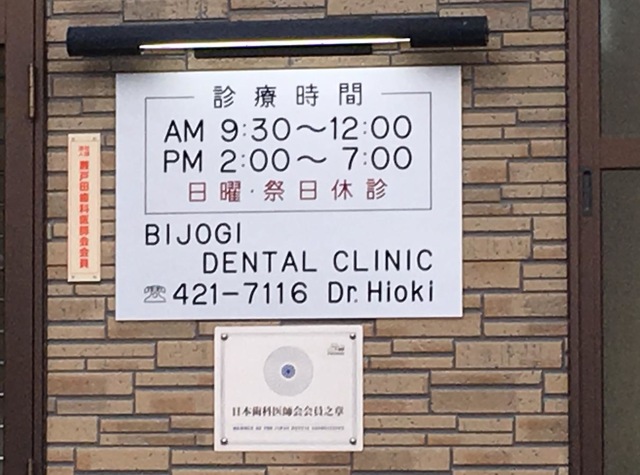 診療時間
AM 9:30〜12:00
PM 2:00〜 7:00
日曜・祭日休診
BIJOGI
DENTAL CLINIC
☏ 421-7116 Dr. Hioki
蕨戸田歯科医師会会員
日本歯科医師会会員之章